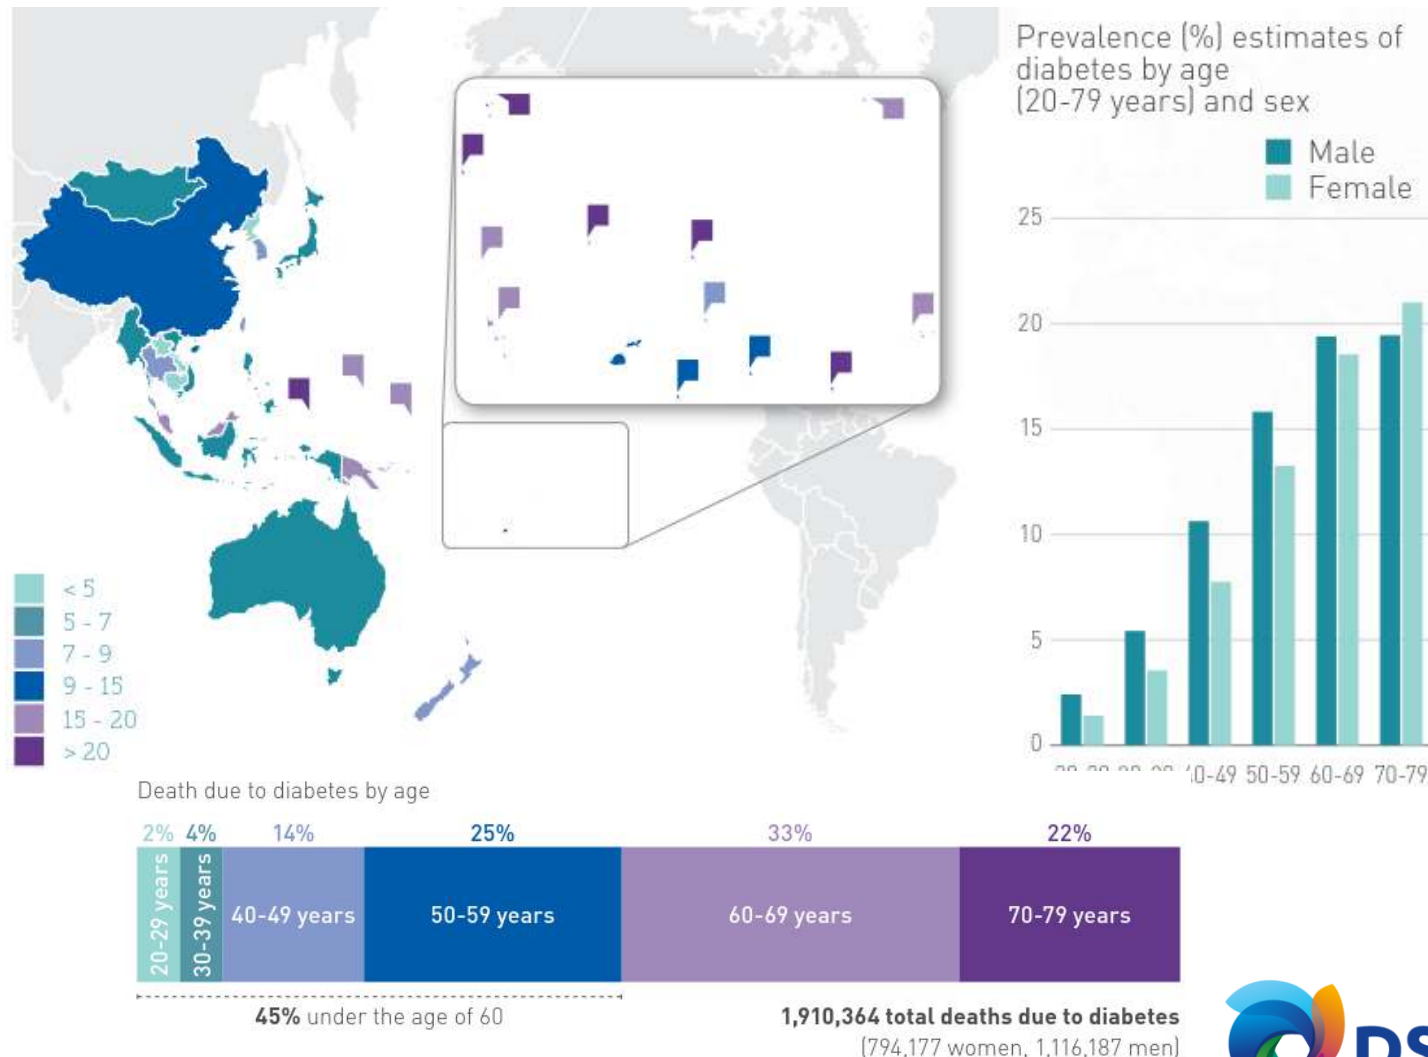 Prevalence (%) estimates of
diabetes by age
(20-79 years) and sex
Male
Female
25
20
15
10
5
0
40-49 50-59 60-69 70-79
< 5
5 - 7
7 - 9
9 - 15
15 - 20
> 20
Death due to diabetes by age
2% 4% 14% 25% 33% 22%
20-29 years
30-39 years
40-49 years
50-59 years
60-69 years
70-79 years
45% under the age of 60
1,910,364 total deaths due to diabetes
(794,177 women, 1,116,187 men)
DS